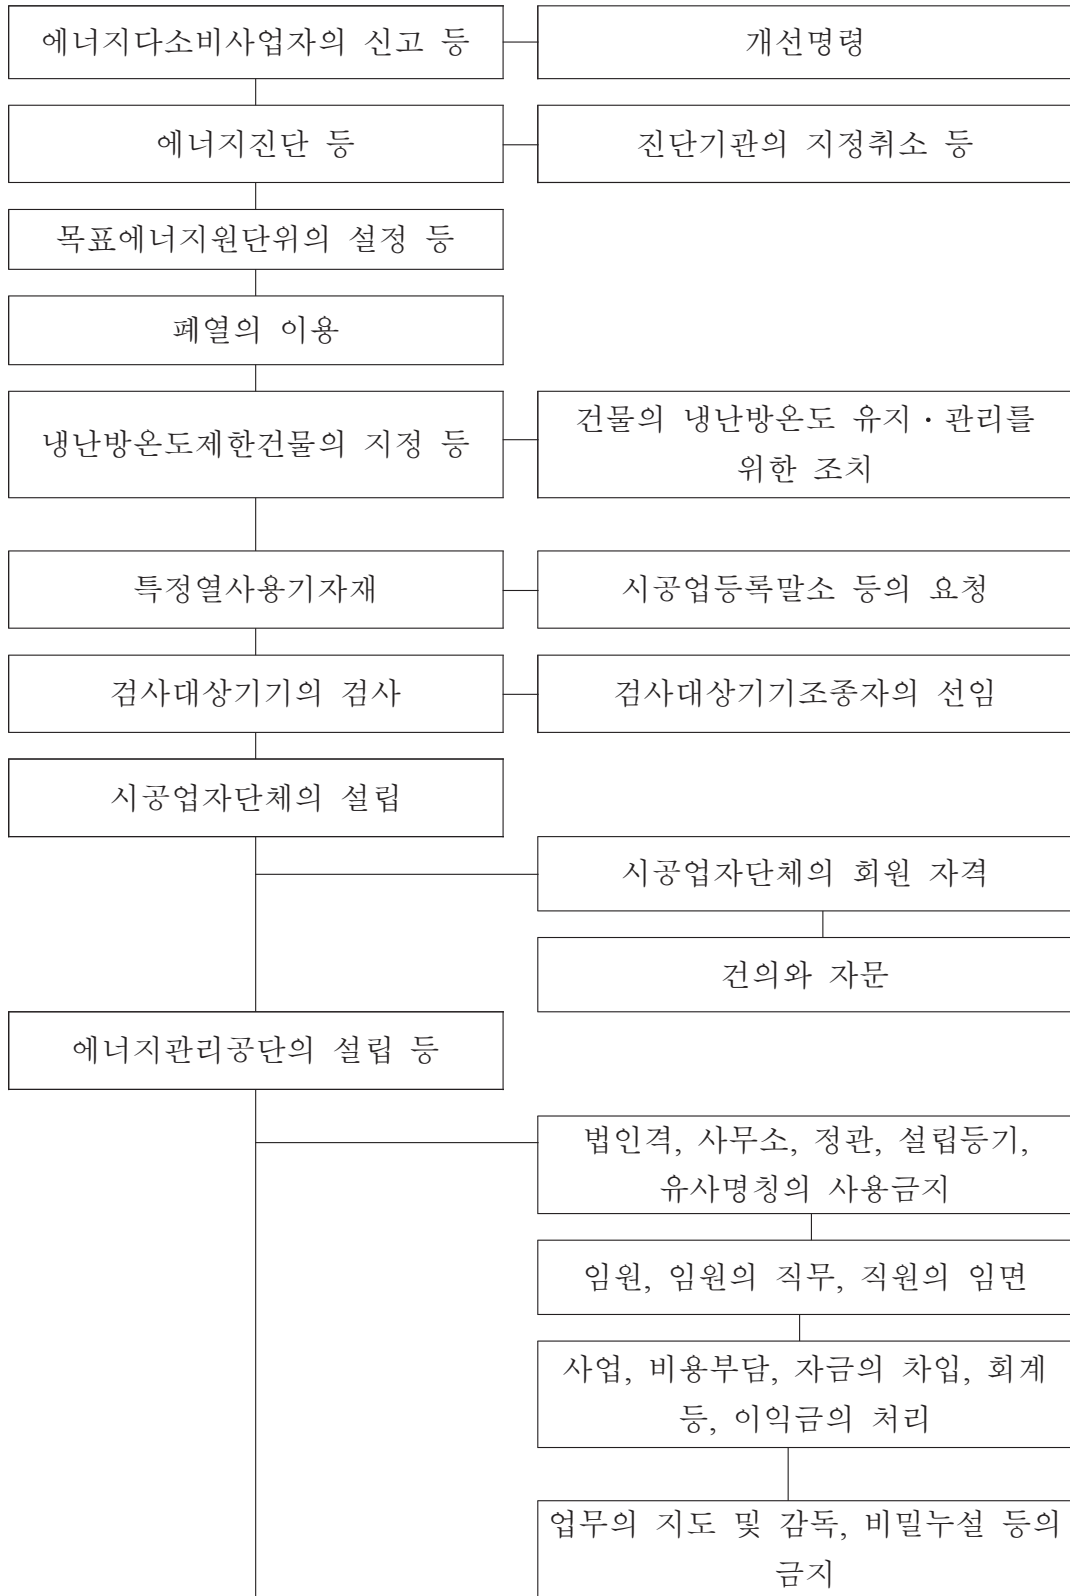 에너지다소비사업자의 신고 등
개선명령
에너지진단 등
진단기관의 지정취소 등
목표에너지원단위의 설정 등
폐열의 이용
냉난방온도제한건물의 지정 등
건물의 냉난방온도 유지·관리를
위한 조치
특정열사용기자재
시공업등록말소 등의 요청
검사대상기기의 검사
검사대상기기조종자의 선임
시공업자단체의 설립
시공업자단체의 회원 자격
건의와 자문
에너지관리공단의 설립 등
법인격, 사무소, 정관, 설립등기,
유사명칭의 사용금지
임원, 임원의 직무, 직원의 임면
사업, 비용부담, 자금의 차입, 회계
등, 이익금의 처리
업무의 지도 및 감독, 비밀누설 등의
금지